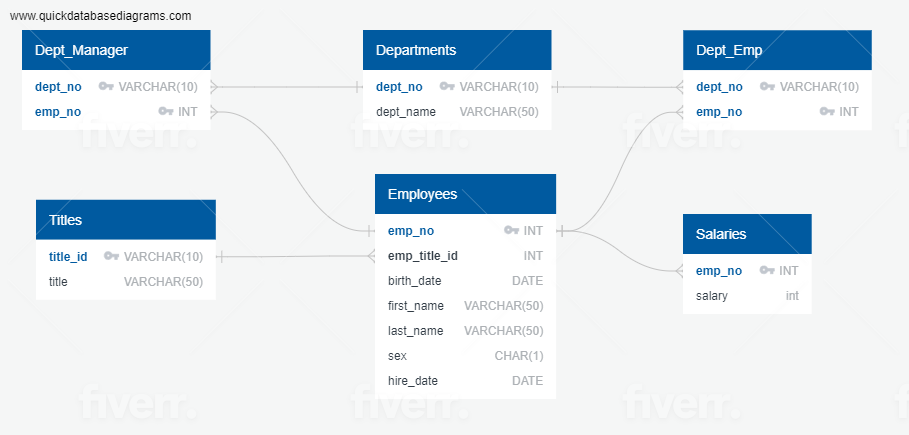 www.quickdatabasediagrams.com
Dept_Manager
dept_no VARCHAR(10)
emp_no INT
Departments
dept_no VARCHAR(10)
dept_name VARCHAR(50)
Dept_Emp
dept_no VARCHAR(10)
emp_no INT
Titles
title_id VARCHAR(10)
title VARCHAR(50)
Employees
emp_no INT
emp_title_id INT
birth_date DATE
first_name VARCHAR(50)
last_name VARCHAR(50)
sex CHAR(1)
hire_date DATE
Salaries
emp_no INT
salary int
fiverr.
fiverr.
fiverr.
fiverr.
fiverr.
fiverr.